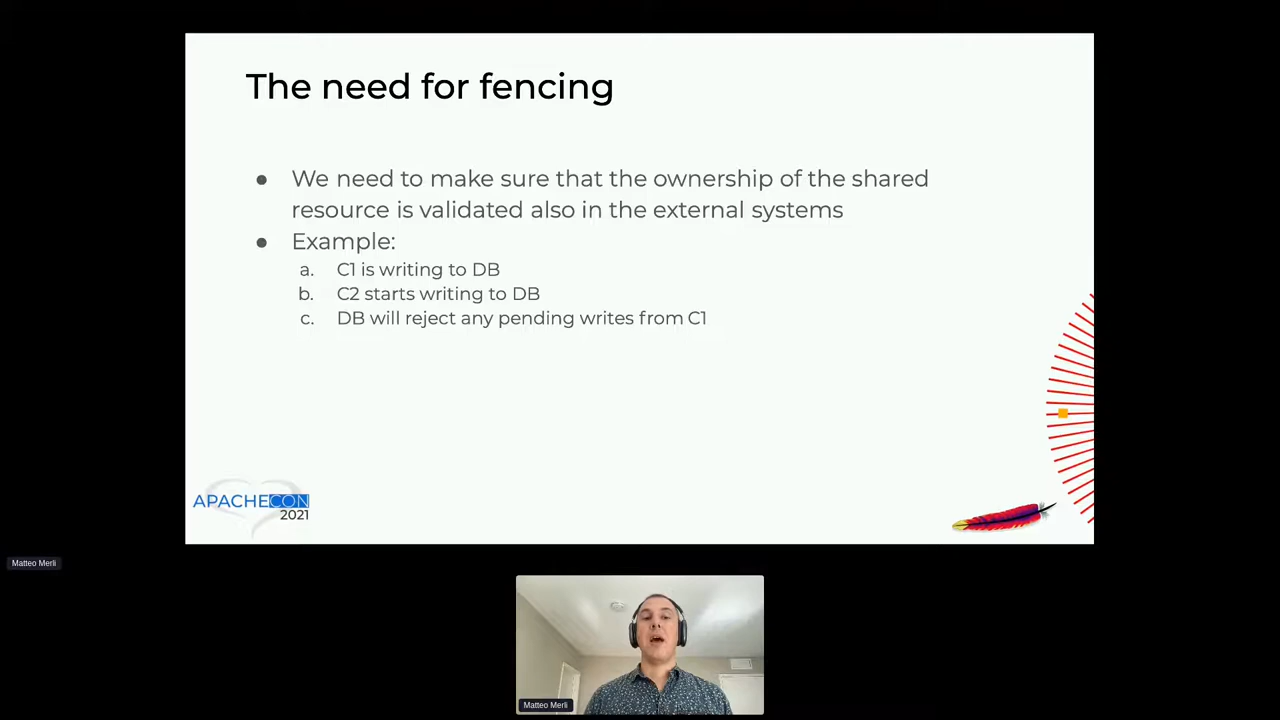 The need for fencing
● We need to make sure that the ownership of the shared
resource is validated also in the external systems
● Example:
a. C1 is writing to DB
b. C2 starts writing to DB
c. DB will reject any pending writes from C1
APACHECON
2021
Matteo Merli
Matteo Merli